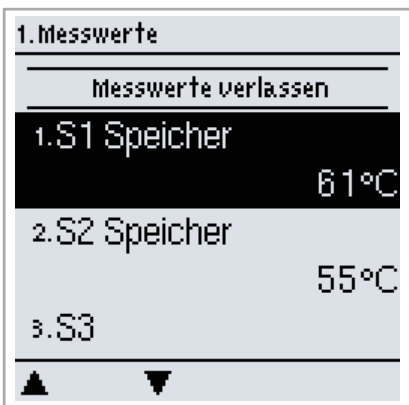 1.Messwerte
Messwerte verlassen
1.S1 Speicher
61°C
2.S2 Speicher
55°C
3.S3